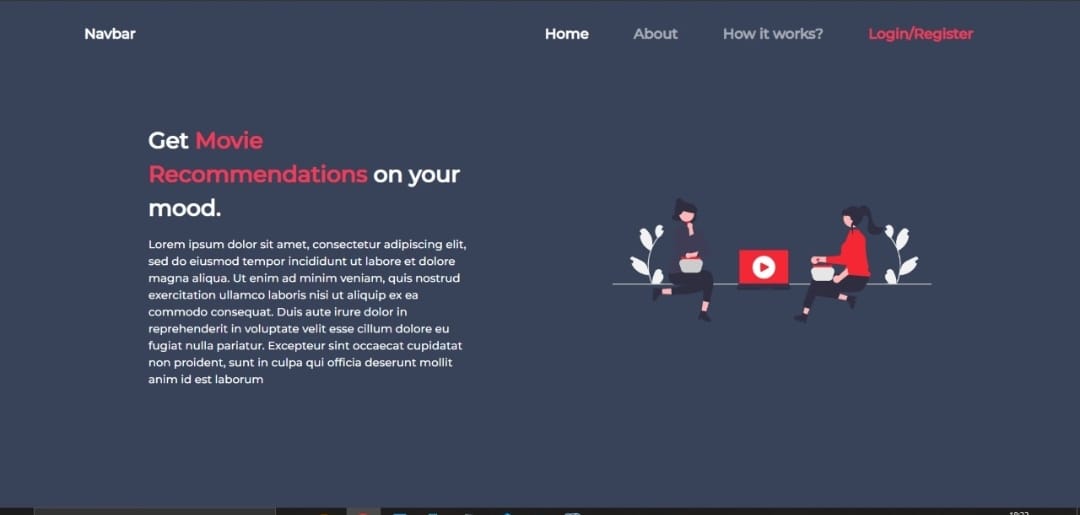 Navbar
Home
About
How it works?
Login/Register
Get Movie
Recommendations on your
mood.
Lorem ipsum dolor sit amet, consectetur adipiscing elit,
sed do eiusmod tempor incididunt ut labore et dolore
magna aliqua. Ut enim ad minim veniam, quis nostrud
exercitation ullamco laboris nisi ut aliquip ex ea
commodo consequat. Duis aute irure dolor in
reprehenderit in voluptate velit esse cillum dolore eu
fugiat nulla pariatur. Excepteur sint occaecat cupidatat
non proident, sunt in culpa qui officia deserunt mollit
anim id est laborum